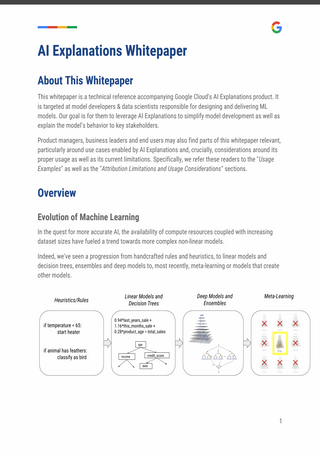 AI Explanations Whitepaper
About This Whitepaper
This whitepaper is a technical reference accompanying Google Cloud's AI Explanations product. It
is targeted at model developers & data scientists responsible for designing and delivering ML
models. Our goal is for them to leverage AI Explanations to simplify model development as well as
explain the model's behavior to key stakeholders.
Product managers, business leaders and end users may also find parts of this whitepaper relevant,
particularly around use cases enabled by AI Explanations and, crucially, considerations around its
proper usage as well as its current limitations. Specifically, we refer these readers to the "Usage
Examples" as well as the "Attribution Limitations and Usage Considerations" sections.
Overview
Evolution of Machine Learning
In the quest for more accurate AI, the availability of compute resources coupled with increasing
dataset sizes have fueled a trend towards more complex non-linear models.
Indeed, we've seen a progression from handcrafted rules and heuristics, to linear models and
decision trees, ensembles and deep models to, most recently, meta-learning or models that create
other models.
Heuristics/Rules
Linear Models and
Decision Trees
Deep Models and
Ensembles
Meta-Learning
if temperature < 65:
start heater
if animal has feathers:
classify as bird
0.94*last_years_sale +
1.16*this_months_sale +
0.28*product_age = total_sales
age
income
credit_score
1